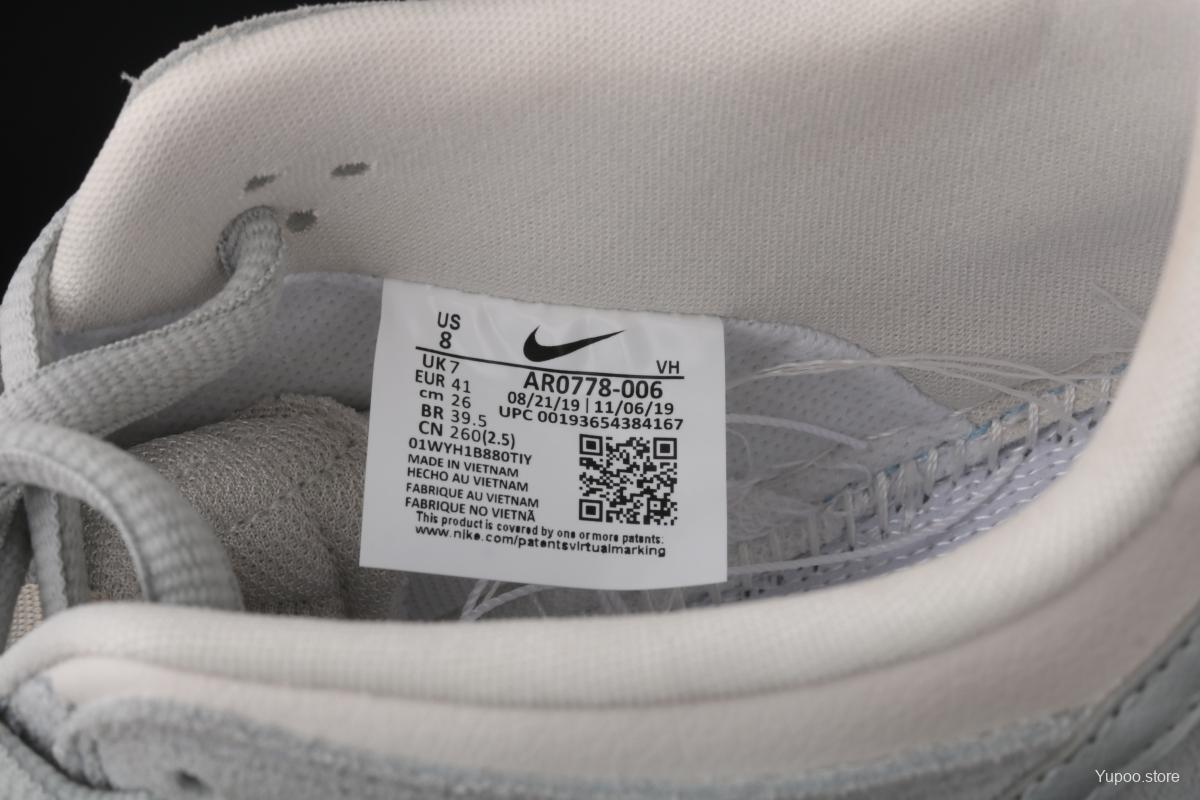 US
8
VH
UK 7
EUR 41
cm 26
BR 39.5
CN 260(2.5)
AR0778-006
08/21/19 | 11/06/19
UPC 00193654384167
01WYH1B880TIY
MADE IN VIETNAM
HECHO AU VIETNAM
FABRIQUE AU VIETNAM
FABRIQUE NO VIETNÃ
This product is covered by one or more patents:
www.nike.com/patentsvirtualmarking
Yupoo.store